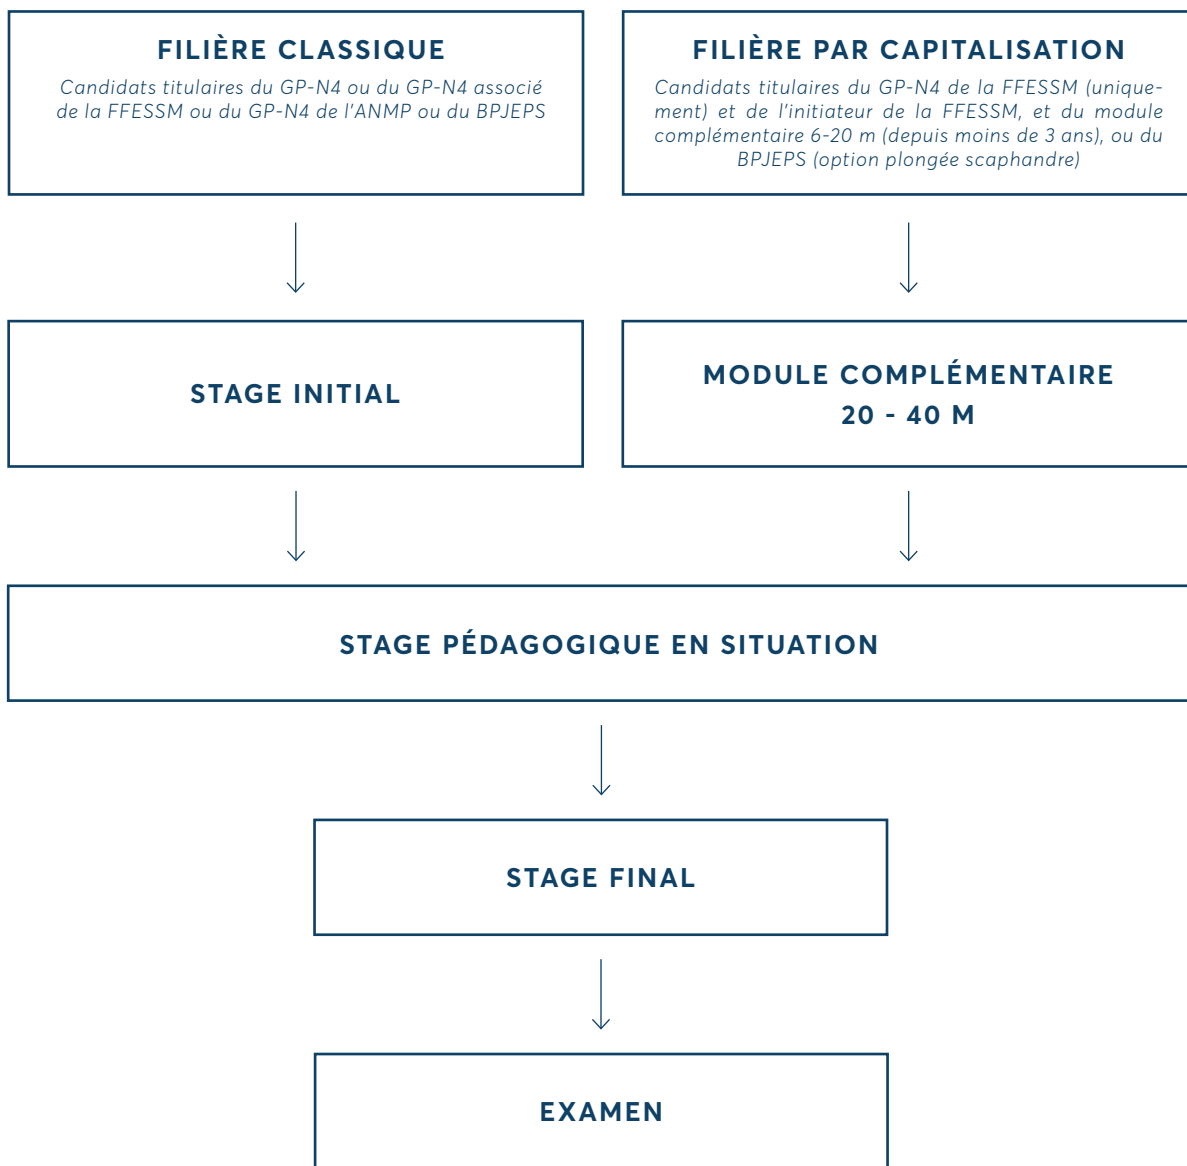 FILIÈRE CLASSIQUE
Candidats titulaires du GP-N4 ou du GP-N4 associé
de la FFESSM ou du GP-N4 de l'ANMP ou du BPJEPS
FILIÈRE PAR CAPITALISATION
Candidats titulaires du GP-N4 de la FFESSM (unique-
ment) et de l'initiateur de la FFESSM, et du module
complémentaire 6-20 m (depuis moins de 3 ans), ou du
BPJEPS (option plongée scaphandre)
STAGE INITIAL
MODULE COMPLÉMENTAIRE
20 - 40 M
STAGE PÉDAGOGIQUE EN SITUATION
STAGE FINAL
EXAMEN